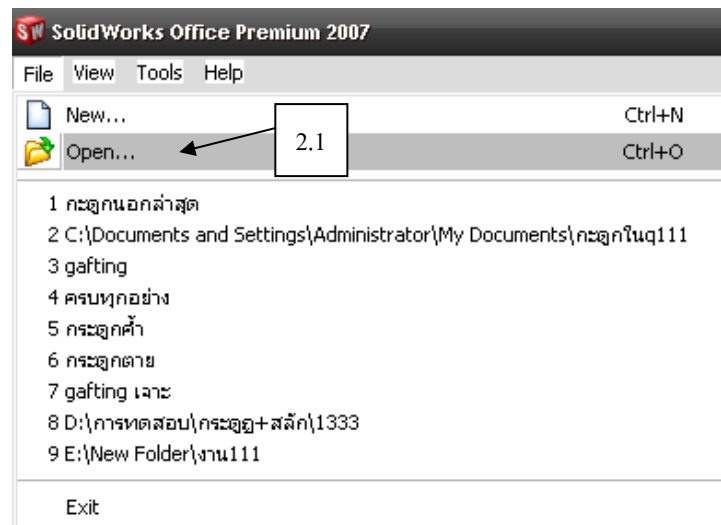 SolidWorks Office Premium 2007
File View Tools Help
New... Ctrl+N
2.1
Open... Ctrl+O
1 กะดูกนอกล่าสุด
2 C:\Documents and Settings\Administrator\My Documents\กะดูกในq111
3 gafting
4 ครบทุกอย่าง
5 กระดูกค้ำ
6 กระดูกตาย
7 gafting เจาะ
8 D:\การทดสอบ\กระดูฏ+สลัก\1333
9 E:\New Folder\งาน111
Exit